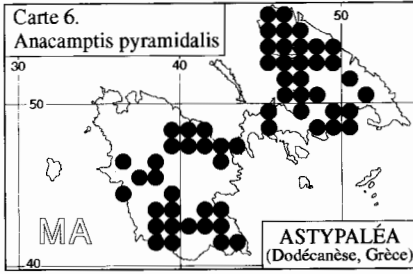 Carte 6.
Anacamptis pyramidalis
30
40
50
50
40
MA
ASTYPALÉA
(Dodécanèse, Grèce)